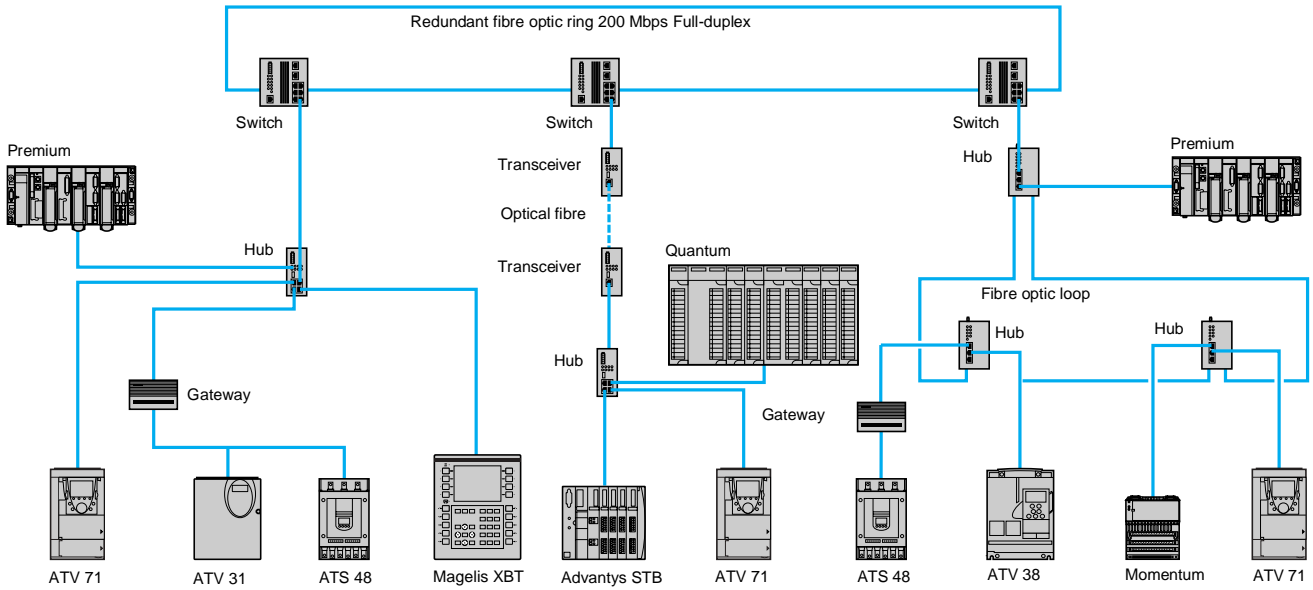 Redundant fibre optic ring 200 Mbps Full-duplex
Switch
Switch
Switch
Premium
Transceiver
Hub
Premium
Optical fibre
Hub
Transceiver
Quantum
Fibre optic loop
Hub
Hub
Hub
Gateway
Gateway
ATV 71
ATV 31
ATS 48
Magelis XBT
Advantys STB
ATV 71
ATS 48
ATV 38
Momentum
ATV 71